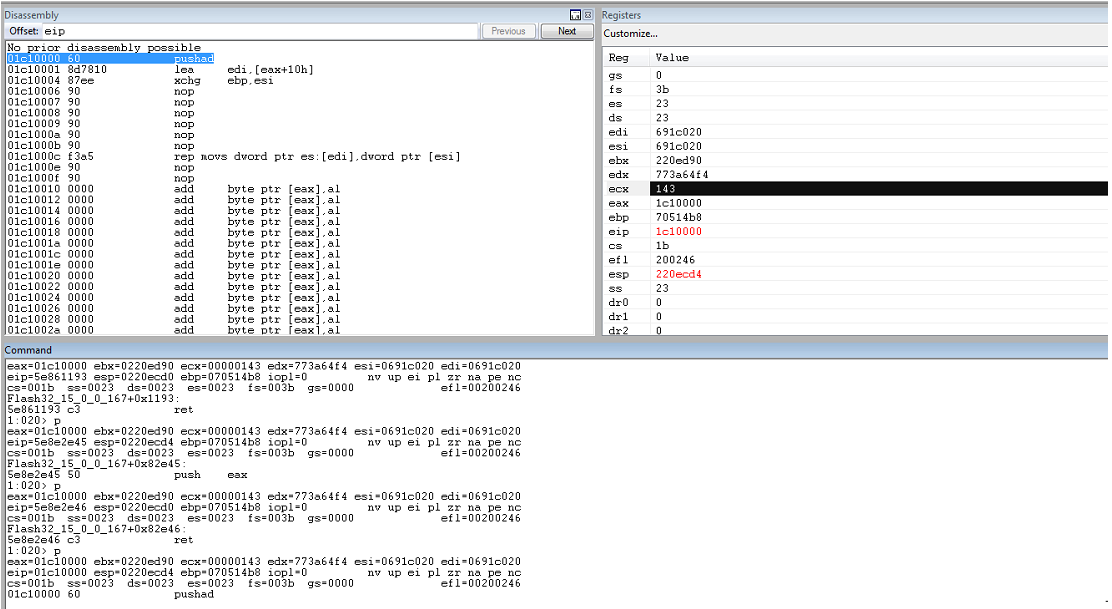 Disassembly
Offset: eip
Previous Next
No prior disassembly possible
01c10000 60 pushad
01c10001 8d7810 lea edi,[eax+10h]
01c10004 87ee xchg ebp,esi
01c10006 90 nop
01c10007 90 nop
01c10008 90 nop
01c10009 90 nop
01c1000a 90 nop
01c1000b 90 nop
01c1000c f3a5 rep movs dword ptr es:[edi],dword ptr [esi]
01c1000e 90 nop
01c1000f 90 nop
01c10010 0000 add byte ptr [eax],al
01c10012 0000 add byte ptr [eax],al
01c10014 0000 add byte ptr [eax],al
01c10016 0000 add byte ptr [eax],al
01c10018 0000 add byte ptr [eax],al
01c1001a 0000 add byte ptr [eax],al
01c1001c 0000 add byte ptr [eax],al
01c1001e 0000 add byte ptr [eax],al
01c10020 0000 add byte ptr [eax],al
01c10022 0000 add byte ptr [eax],al
01c10024 0000 add byte ptr [eax],al
01c10026 0000 add byte ptr [eax],al
01c10028 0000 add byte ptr [eax],al
01c1002a 0000 add byte ptr [eax],al
Registers
Customize...
Reg Value
gs 0
fs 3b
es 23
ds 23
edi 691c020
esi 691c020
ebx 220ed90
edx 773a64f4
ecx 143
eax 1c10000
ebp 70514b8
eip 1c10000
cs 1b
efl 200246
esp 220ecd4
ss 23
dr0 0
dr1 0
dr2 0
Command
eax=01c10000 ebx=0220ed90 ecx=00000143 edx=773a64f4 esi=0691c020 edi=0691c020
eip=5e861193 esp=0220ecd0 ebp=070514b8 iopl=0 nv up ei pl zr na pe nc
cs=001b ss=0023 ds=0023 es=0023 fs=003b gs=0000 efl=00200246
Flash32_15_0_0_167+0x1193:
5e861193 c3 ret
1:020> p
eax=01c10000 ebx=0220ed90 ecx=00000143 edx=773a64f4 esi=0691c020 edi=0691c020
eip=5e8e2e45 esp=0220ecd4 ebp=070514b8 iopl=0 nv up ei pl zr na pe nc
cs=001b ss=0023 ds=0023 es=0023 fs=003b gs=0000 efl=00200246
Flash32_15_0_0_167+0x82e45:
5e8e2e45 50 push eax
1:020> p
eax=01c10000 ebx=0220ed90 ecx=00000143 edx=773a64f4 esi=0691c020 edi=0691c020
eip=5e8e2e46 esp=0220ecd0 ebp=070514b8 iopl=0 nv up ei pl zr na pe nc
cs=001b ss=0023 ds=0023 es=0023 fs=003b gs=0000 efl=00200246
Flash32_15_0_0_167+0x82e46:
5e8e2e46 c3 ret
1:020> p
eax=01c10000 ebx=0220ed90 ecx=00000143 edx=773a64f4 esi=0691c020 edi=0691c020
eip=01c10000 esp=0220ecd4 ebp=070514b8 iopl=0 nv up ei pl zr na pe nc
cs=001b ss=0023 ds=0023 es=0023 fs=003b gs=0000 efl=00200246
01c10000 60 pushad